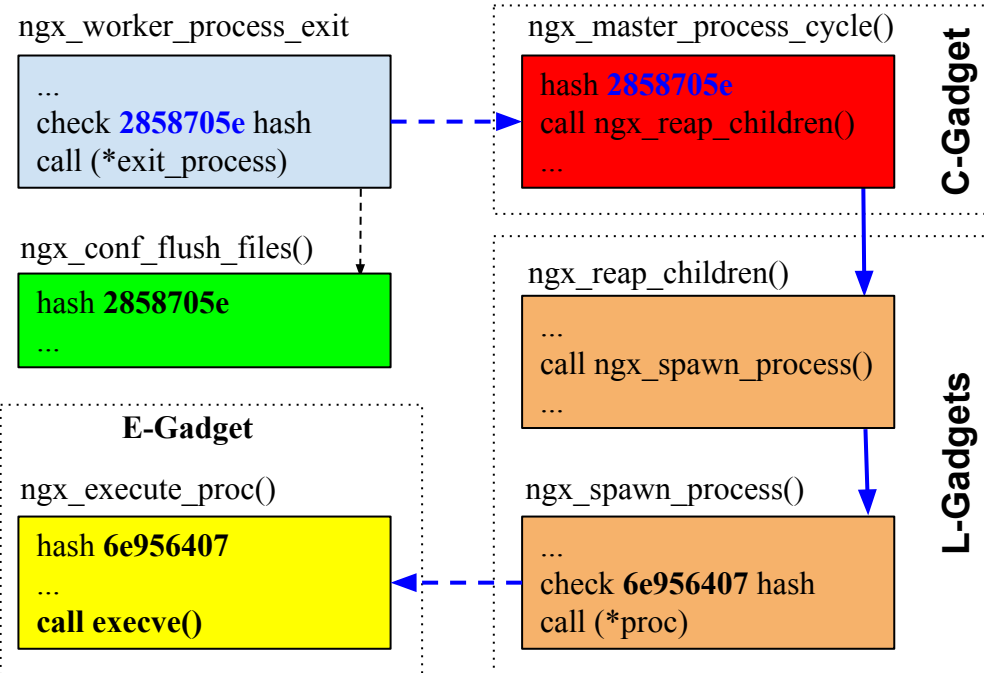 ngx_worker_process_exit
...
check 2858705e hash
call (*exit_process)
ngx_conf_flush_files()
hash 2858705e
...
E-Gadget
ngx_execute_proc()
hash 6e956407
...
call execve()
ngx_master_process_cycle()
hash 2858705e
call ngx_reap_children()
...
C-Gadget
ngx_reap_children()
...
call ngx_spawn_process()
...
ngx_spawn_process()
...
check 6e956407 hash
call (*proc)
L-Gadgets